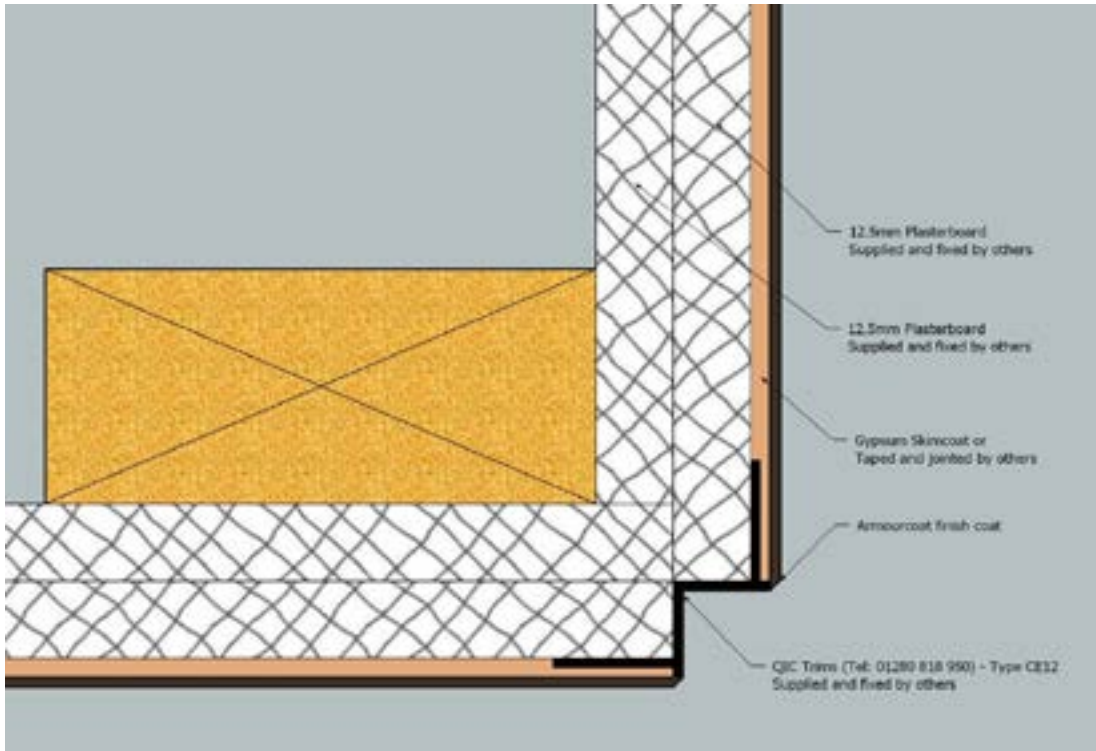 12.5mm Plasterboard
Supplied and fixed by others
12.5mm Plasterboard
Supplied and fixed by others
Gypsum Skimcoat or
Taped and jointed by others
Armourcoat finish coat
QIC Trims (Tel: 01280 818 950) - Type CE12
Supplied and fixed by others